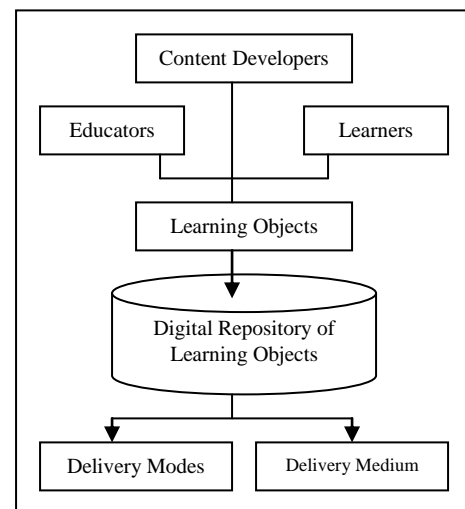 Content Developers
Educators
Learners
Learning Objects
Digital Repository of
Learning Objects
Delivery Modes
Delivery Medium